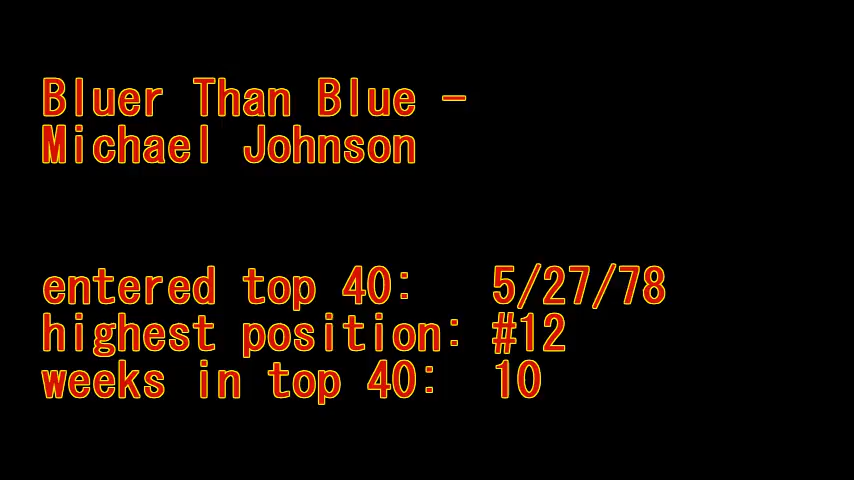 Bluer Than Blue -
Michael Johnson
entered top 40: 5/27/78
highest position: #12
weeks in top 40: 10